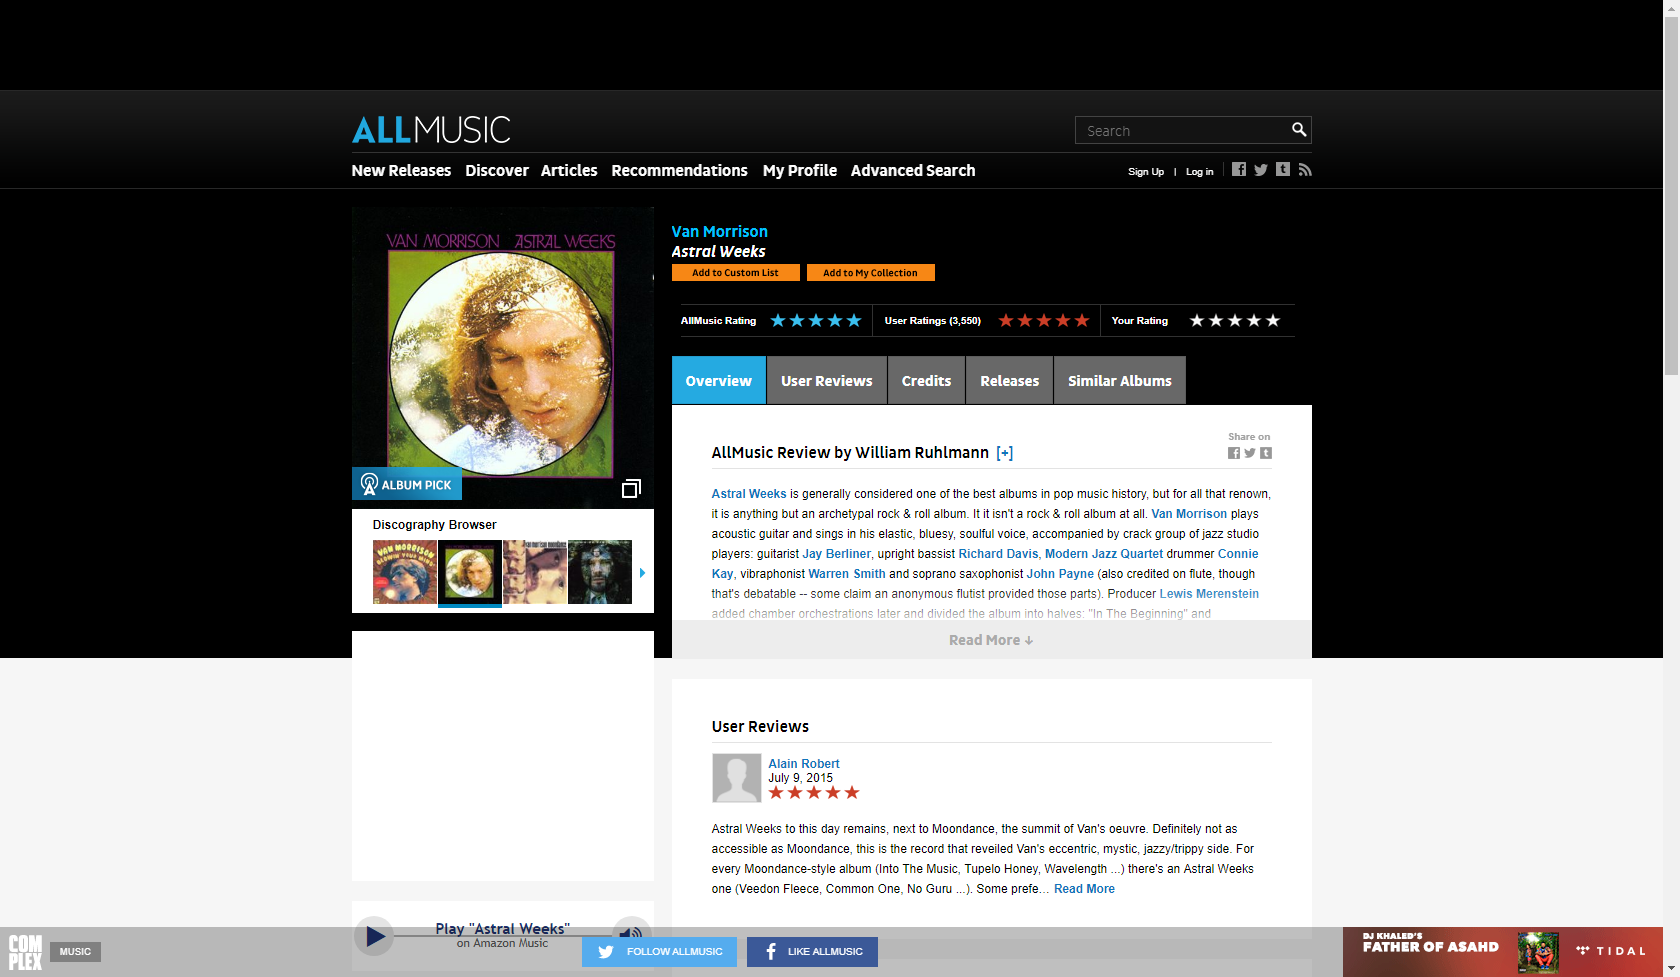 ALLMUSIC
Search
New Releases Discover Articles Recommendations My Profile Advanced Search
Sign Up | Log in
VAN MORRISON ASTRAL WEEKS
ALBUM PICK
Discography Browser
VAN MORRISON
Van Morrison
Astral Weeks
Add to Custom List Add to My Collection
AllMusic Rating User Ratings (3,550) Your Rating
Overview User Reviews Credits Releases Similar Albums
Share on
AllMusic Review by William Ruhlmann [+]
Astral Weeks is generally considered one of the best albums in pop music history, but for all that renown,
it is anything but an archetypal rock & roll album. It it isn't a rock & roll album at all. Van Morrison plays
acoustic guitar and sings in his elastic, bluesy, soulful voice, accompanied by crack group of jazz studio
players: guitarist Jay Berliner, upright bassist Richard Davis, Modern Jazz Quartet drummer Connie
Kay, vibraphonist Warren Smith and soprano saxophonist John Payne (also credited on flute, though
that's debatable -- some claim an anonymous flutist provided those parts). Producer Lewis Merenstein
added chamber orchestrations later and divided the album into halves: "In The Beginning" and
Read More ↓
User Reviews
Alain Robert
July 9, 2015
Astral Weeks to this day remains, next to Moondance, the summit of Van's oeuvre. Definitely not as
accessible as Moondance, this is the record that reveiled Van's eccentric, mystic, jazzy/trippy side. For
every Moondance-style album (Into The Music, Tupelo Honey, Wavelength ...) there's an Astral Weeks
one (Veedon Fleece, Common One, No Guru ...). Some prefe... Read More
Play "Astral Weeks"
on Amazon Music
COMPLEX
MUSIC
FOLLOW ALLMUSIC
LIKE ALLMUSIC
DJ KHALED'S
FATHER OF ASAHD
TIDAL